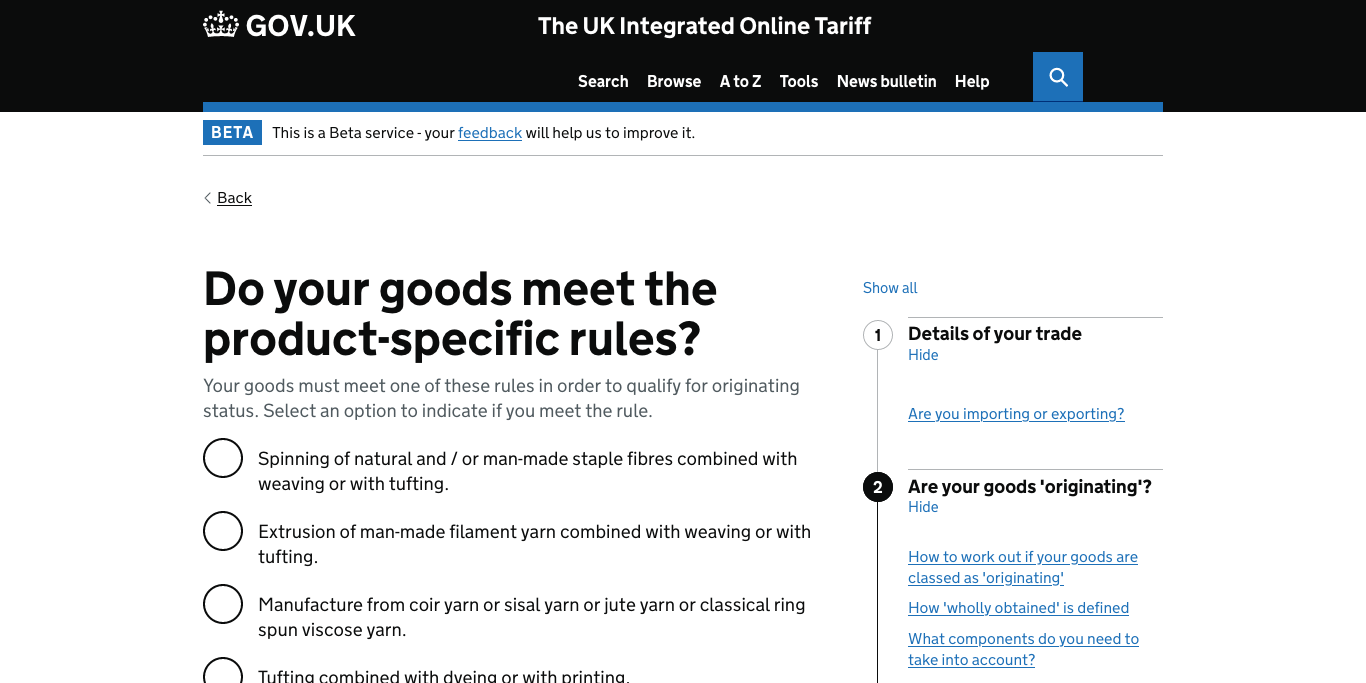 GOV.UK
The UK Integrated Online Tariff
Search Browse A to Z Tools News bulletin Help
BETA This is a Beta service - your feedback will help us to improve it.
Back
Do your goods meet the
product-specific rules?
Your goods must meet one of these rules in order to qualify for originating
status. Select an option to indicate if you meet the rule.
Spinning of natural and / or man-made staple fibres combined with
weaving or with tufting.
Extrusion of man-made filament yarn combined with weaving or with
tufting.
Manufacture from coir yarn or sisal yarn or jute yarn or classical ring
spun viscose yarn.
Tufting combined with dyeing or with printing.
Show all
1 Details of your trade
Hide
Are you importing or exporting?
2 Are your goods 'originating'?
Hide
How to work out if your goods are
classed as 'originating'
How 'wholly obtained' is defined
What components do you need to
take into account?